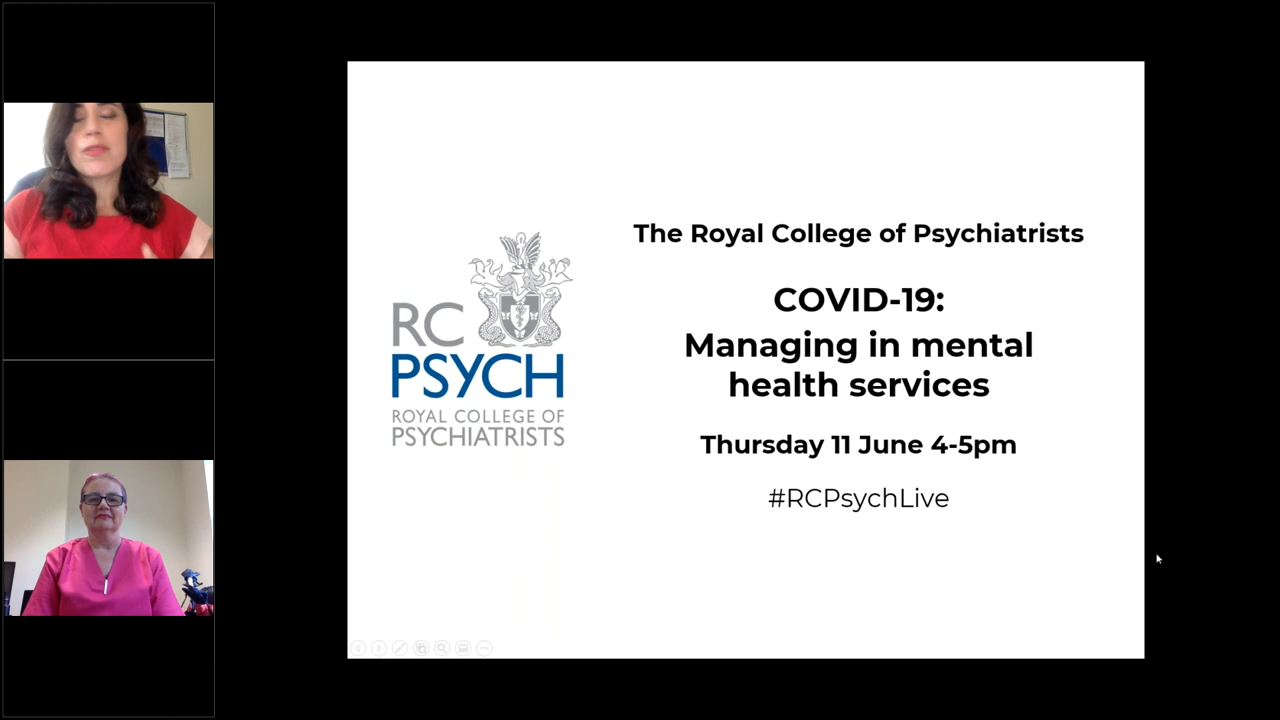 The Royal College of Psychiatrists
COVID-19:
Managing in mental
health services
Thursday 11 June 4-5pm
#RCPsychLive
RC
PSYCH
ROYAL COLLEGE OF
PSYCHIATRISTS